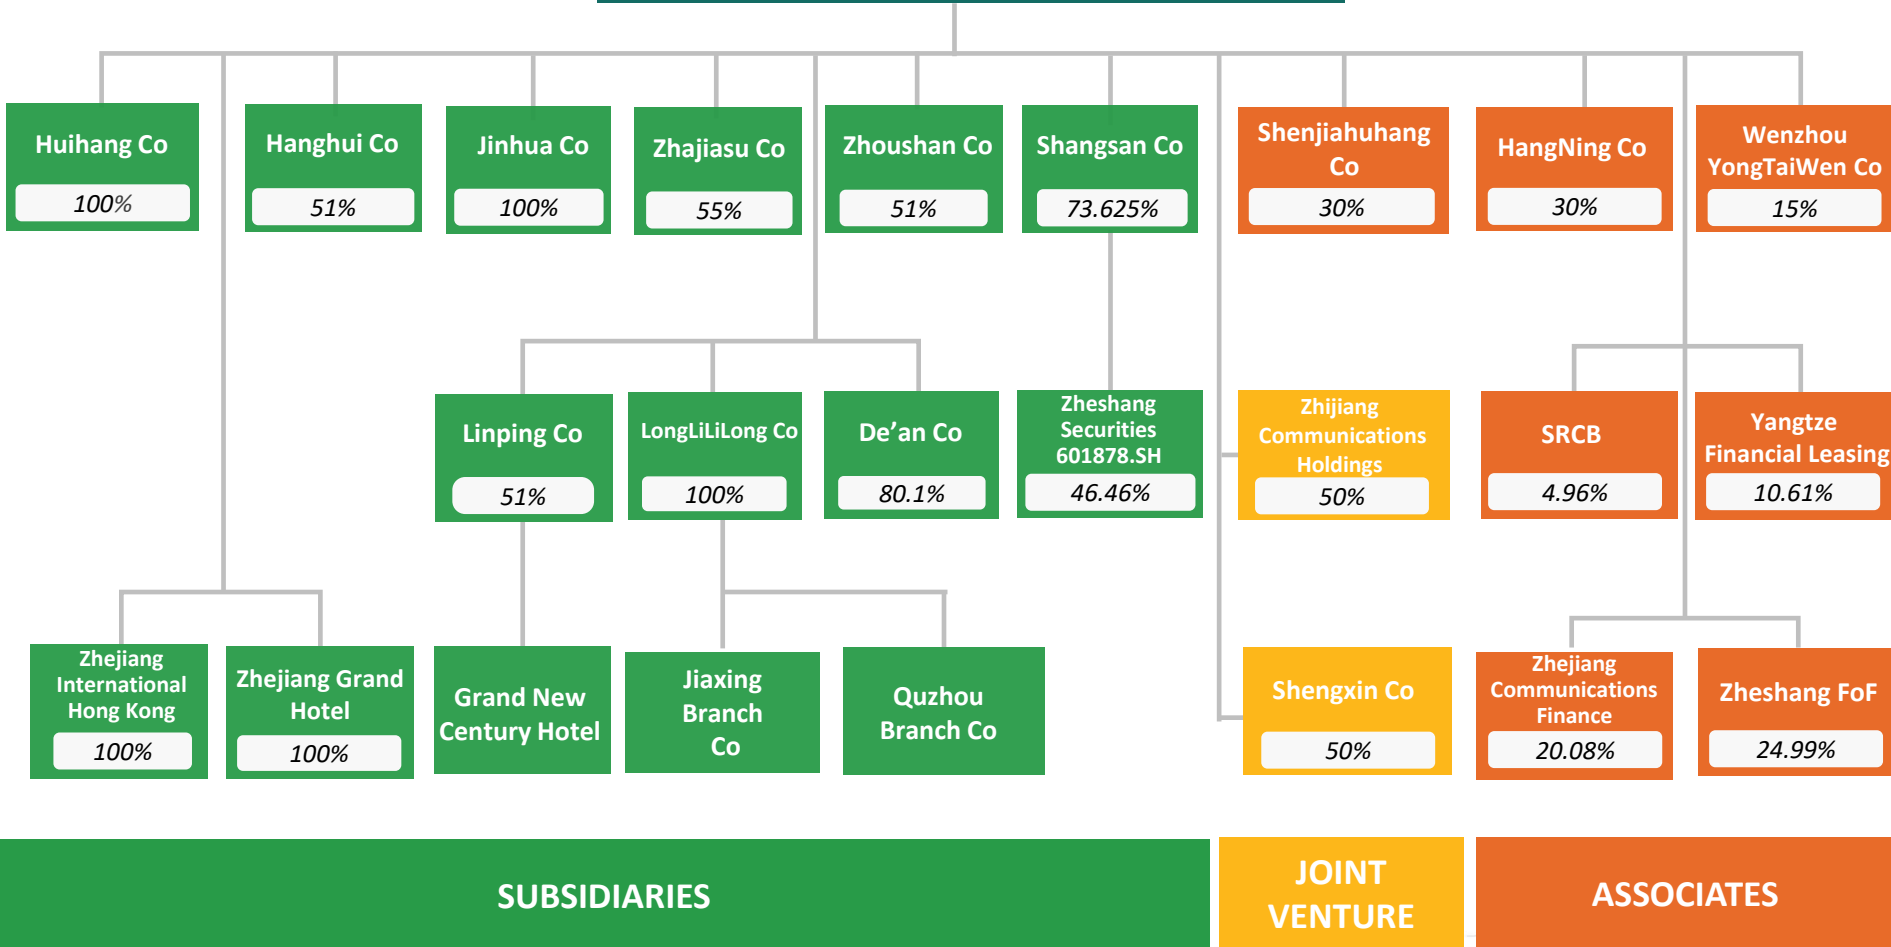 Huihang Co
100%
Hanghui Co
51%
Jinhua Co
100%
Zhajiasu Co
55%
Zhoushan Co
51%
Shangsan Co
73.625%
Shenjiahuhang
Co
30%
HangNing Co
30%
Wenzhou
YongTaiWen Co
15%
Linping Co
51%
LongLiLiLong Co
100%
De’an Co
80.1%
Zheshang
Securities
601878.SH
46.46%
Zhijiang
Communications
Holdings
50%
SRCB
4.96%
Yangtze
Financial Leasing
10.61%
Zhejiang
International
Hong Kong
100%
Zhejiang Grand
Hotel
100%
Grand New
Century Hotel
Jiaxing
Branch
Co
Quzhou
Branch Co
Shengxin Co
50%
Zhejiang
Communications
Finance
20.08%
Zheshang FoF
24.99%
SUBSIDIARIES
JOINT
VENTURE
ASSOCIATES